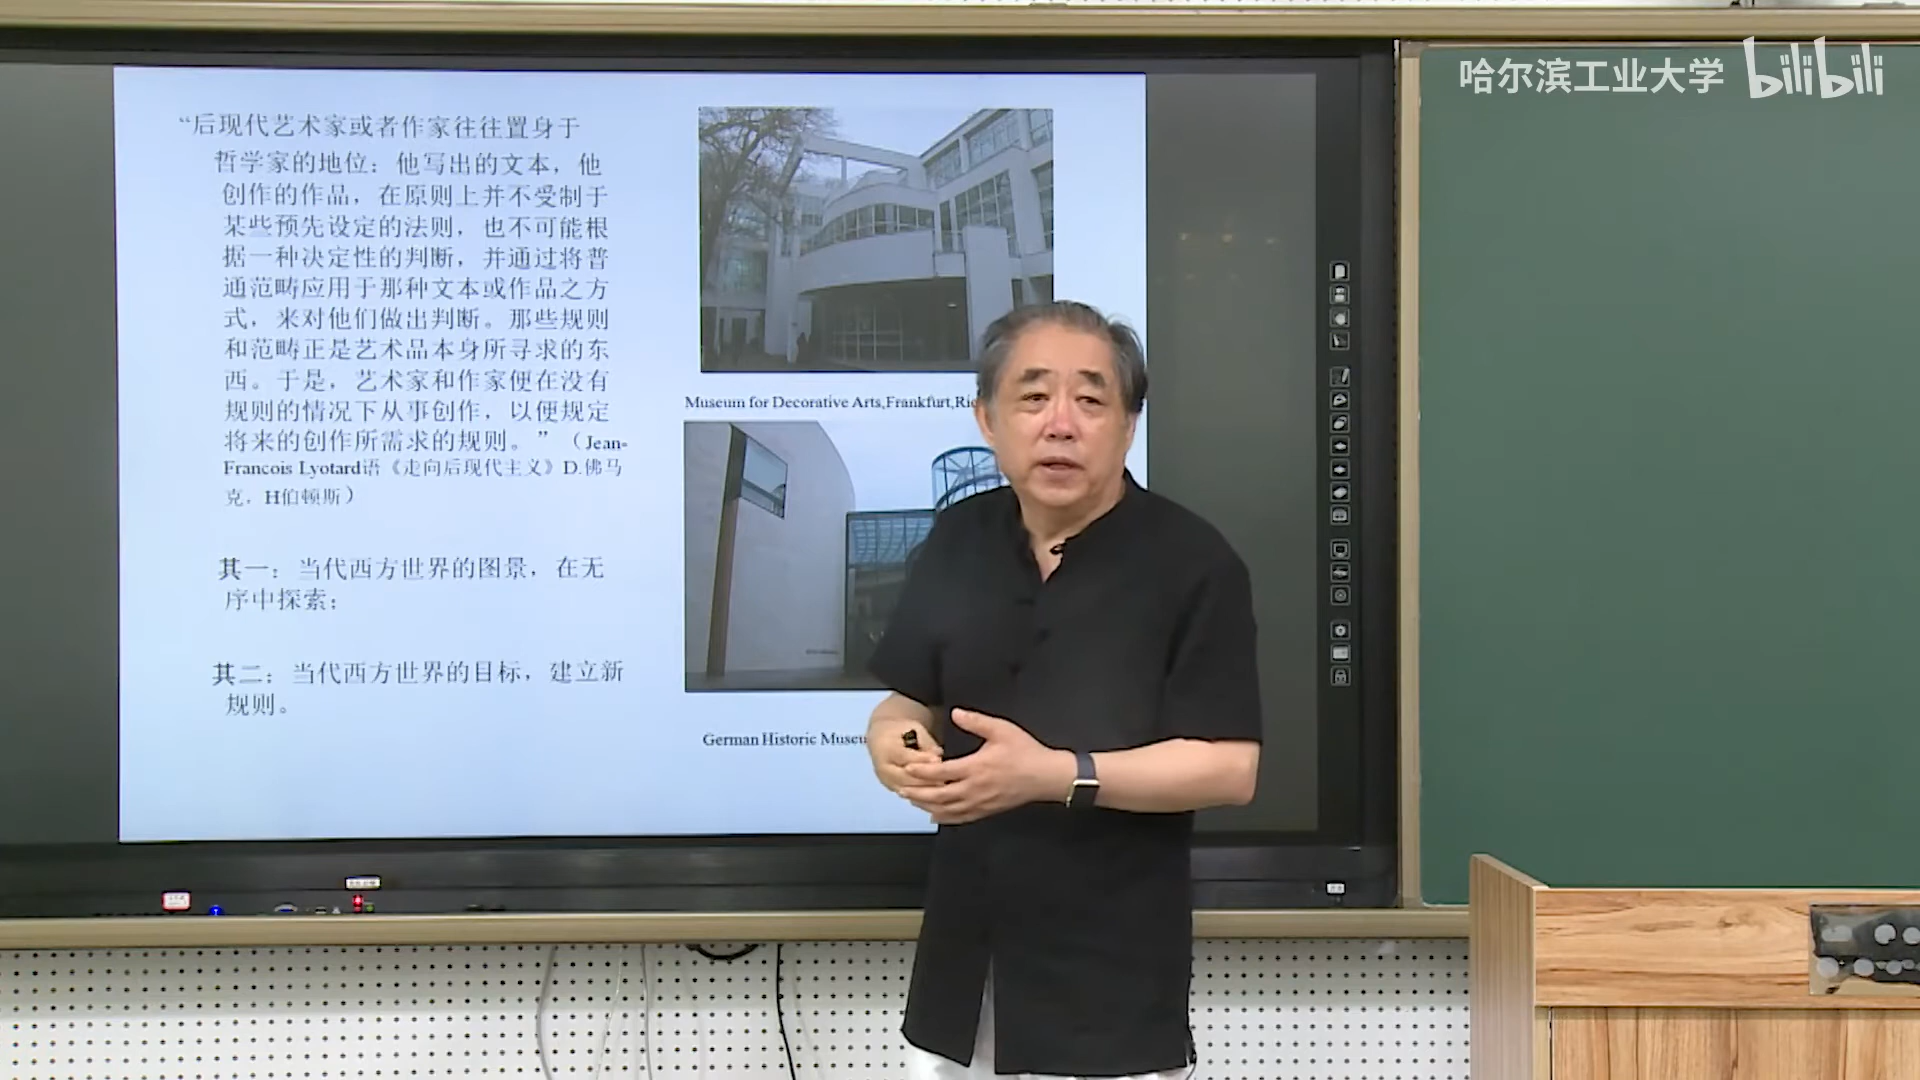 哈尔滨工业大学 bilibili
“后现代艺术家或者作家往往置身于
哲学家的地位：他写出的文本，他
创作的作品，在原则上并不受制于
某些预先设定的法则，也不可能根
据一种决定性的判断，并通过将普
通范畴应用于那种文本或作品之方
式，来对他们做出判断。那些规则
和范畴正是艺术品本身所寻求的东
西。于是，艺术家和作家便在没有
规则的情况下从事创作，以便规定
将来的创作所需求的规则。”（Jean-
Francois Lyotard语《走向后现代主义》D.佛马
克，H伯顿斯）
其一：当代西方世界的图景，在无
序中探索；
其二：当代西方世界的目标，建立新
规则。
Museum for Decorative Arts,Frankfurt,
German Historic